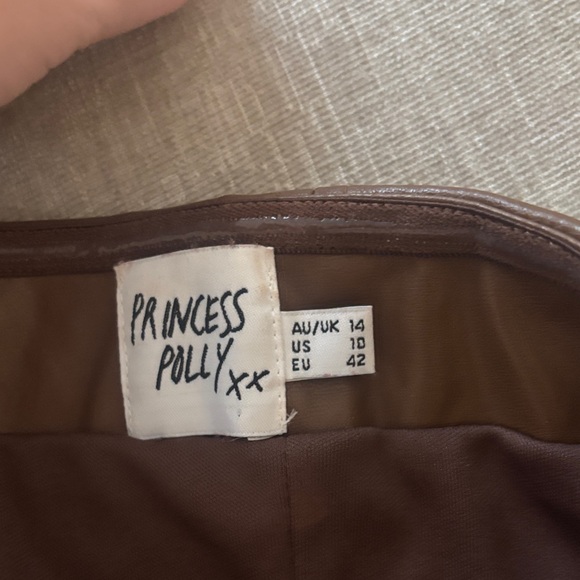 PRINCESS
POLLY xx
AU/UK 14
US 10
EU 42